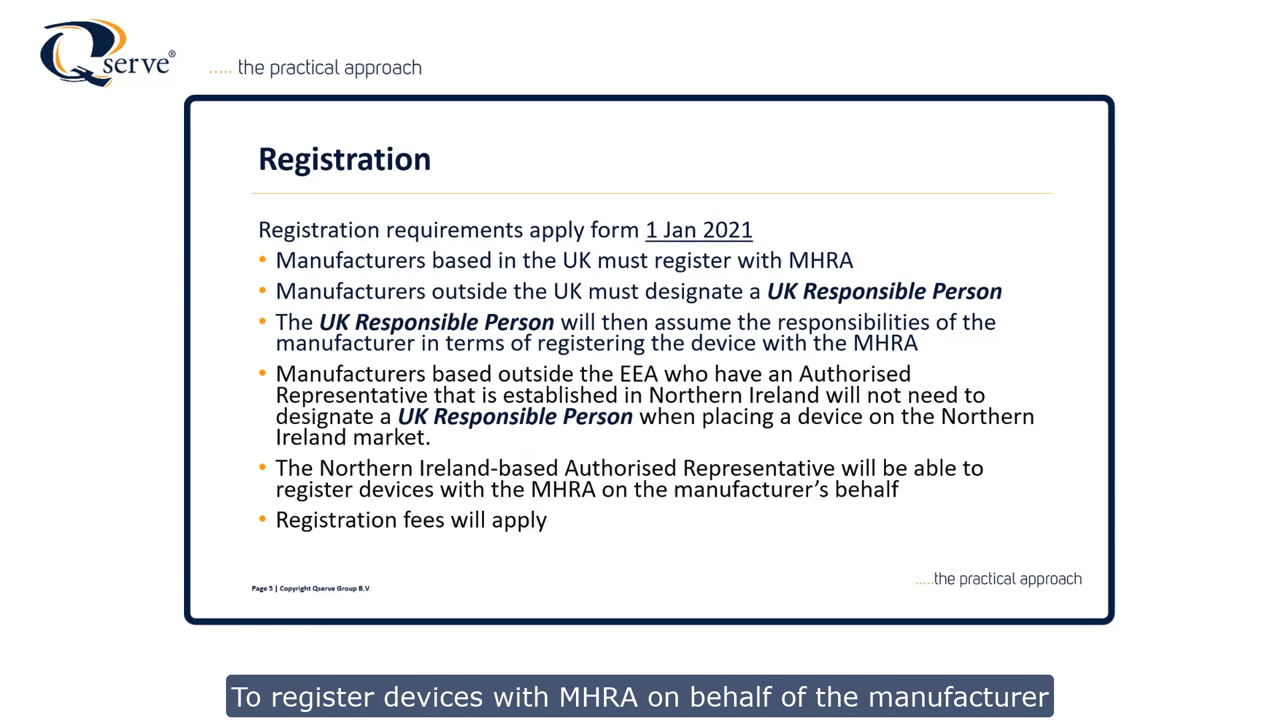 Qserve®
..... the practical approach
Registration
Registration requirements apply form 1 Jan 2021
• Manufacturers based in the UK must register with MHRA
• Manufacturers outside the UK must designate a UK Responsible Person
• The UK Responsible Person will then assume the responsibilities of the
manufacturer in terms of registering the device with the MHRA
• Manufacturers based outside the EEA who have an Authorised
Representative that is established in Northern Ireland will not need to
designate a UK Responsible Person when placing a device on the Northern
Ireland market.
• The Northern Ireland-based Authorised Representative will be able to
register devices with the MHRA on the manufacturer’s behalf
• Registration fees will apply
.....the practical approach
Page 5 | Copyright Qserve Group B.V.
To register devices with MHRA on behalf of the manufacturer